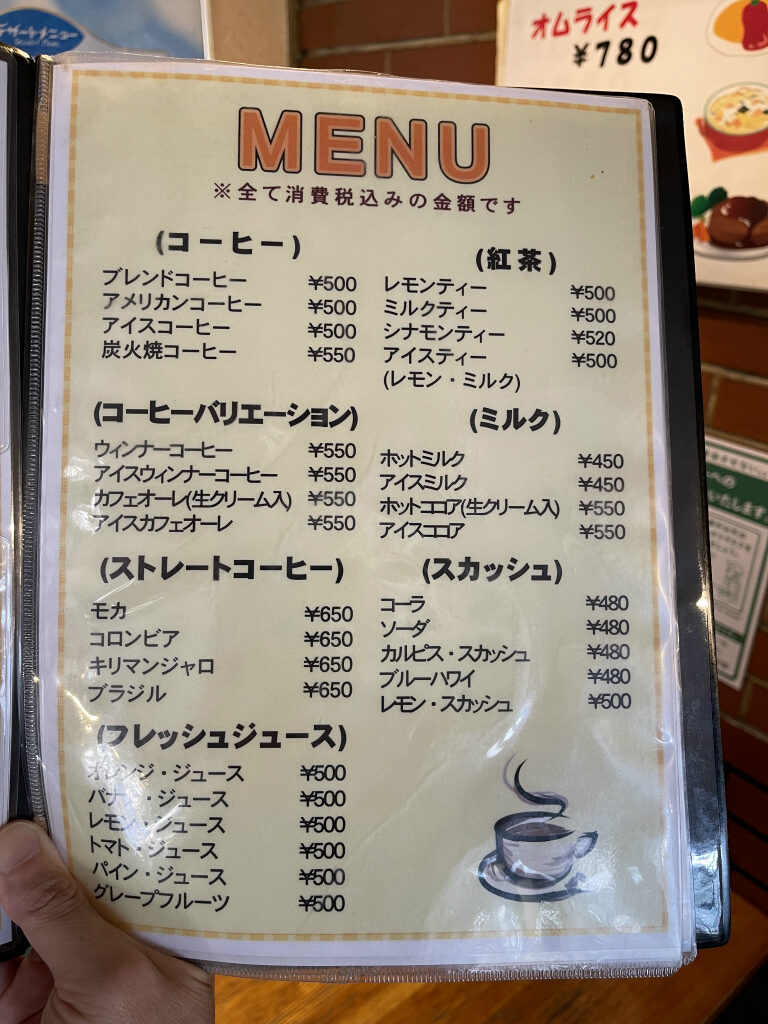 デザートメニュー
オムライス
¥780
MENU
※全て消費税込みの金額です
(コーヒー)
ブレンドコーヒー ¥500
アメリカンコーヒー ¥500
アイスコーヒー ¥500
炭火焼コーヒー ¥550
(紅茶)
レモンティー ¥500
ミルクティー ¥500
シナモンティー ¥520
アイスティー ¥500
(レモン・ミルク)
(コーヒーバリエーション)
ウィンナーコーヒー ¥550
アイスウィンナーコーヒー ¥550
カフェオーレ(生クリーム入) ¥550
アイスカフェオーレ ¥550
(ミルク)
ホットミルク ¥450
アイスミルク ¥450
ホットココア(生クリーム入) ¥550
アイスココア ¥550
(ストレートコーヒー)
モカ ¥650
コロンビア ¥650
キリマンジャロ ¥650
ブラジル ¥650
(スカッシュ)
コーラ ¥480
ソーダ ¥480
カルピス・スカッシュ ¥480
ブルーハワイ ¥480
レモン・スカッシュ ¥500
(フレッシュジュース)
オレンジ・ジュース ¥500
バナナ・ジュース ¥500
レモン・ジュース ¥500
トマト・ジュース ¥500
パイン・ジュース ¥500
グレープフルーツ ¥500
への
いたします